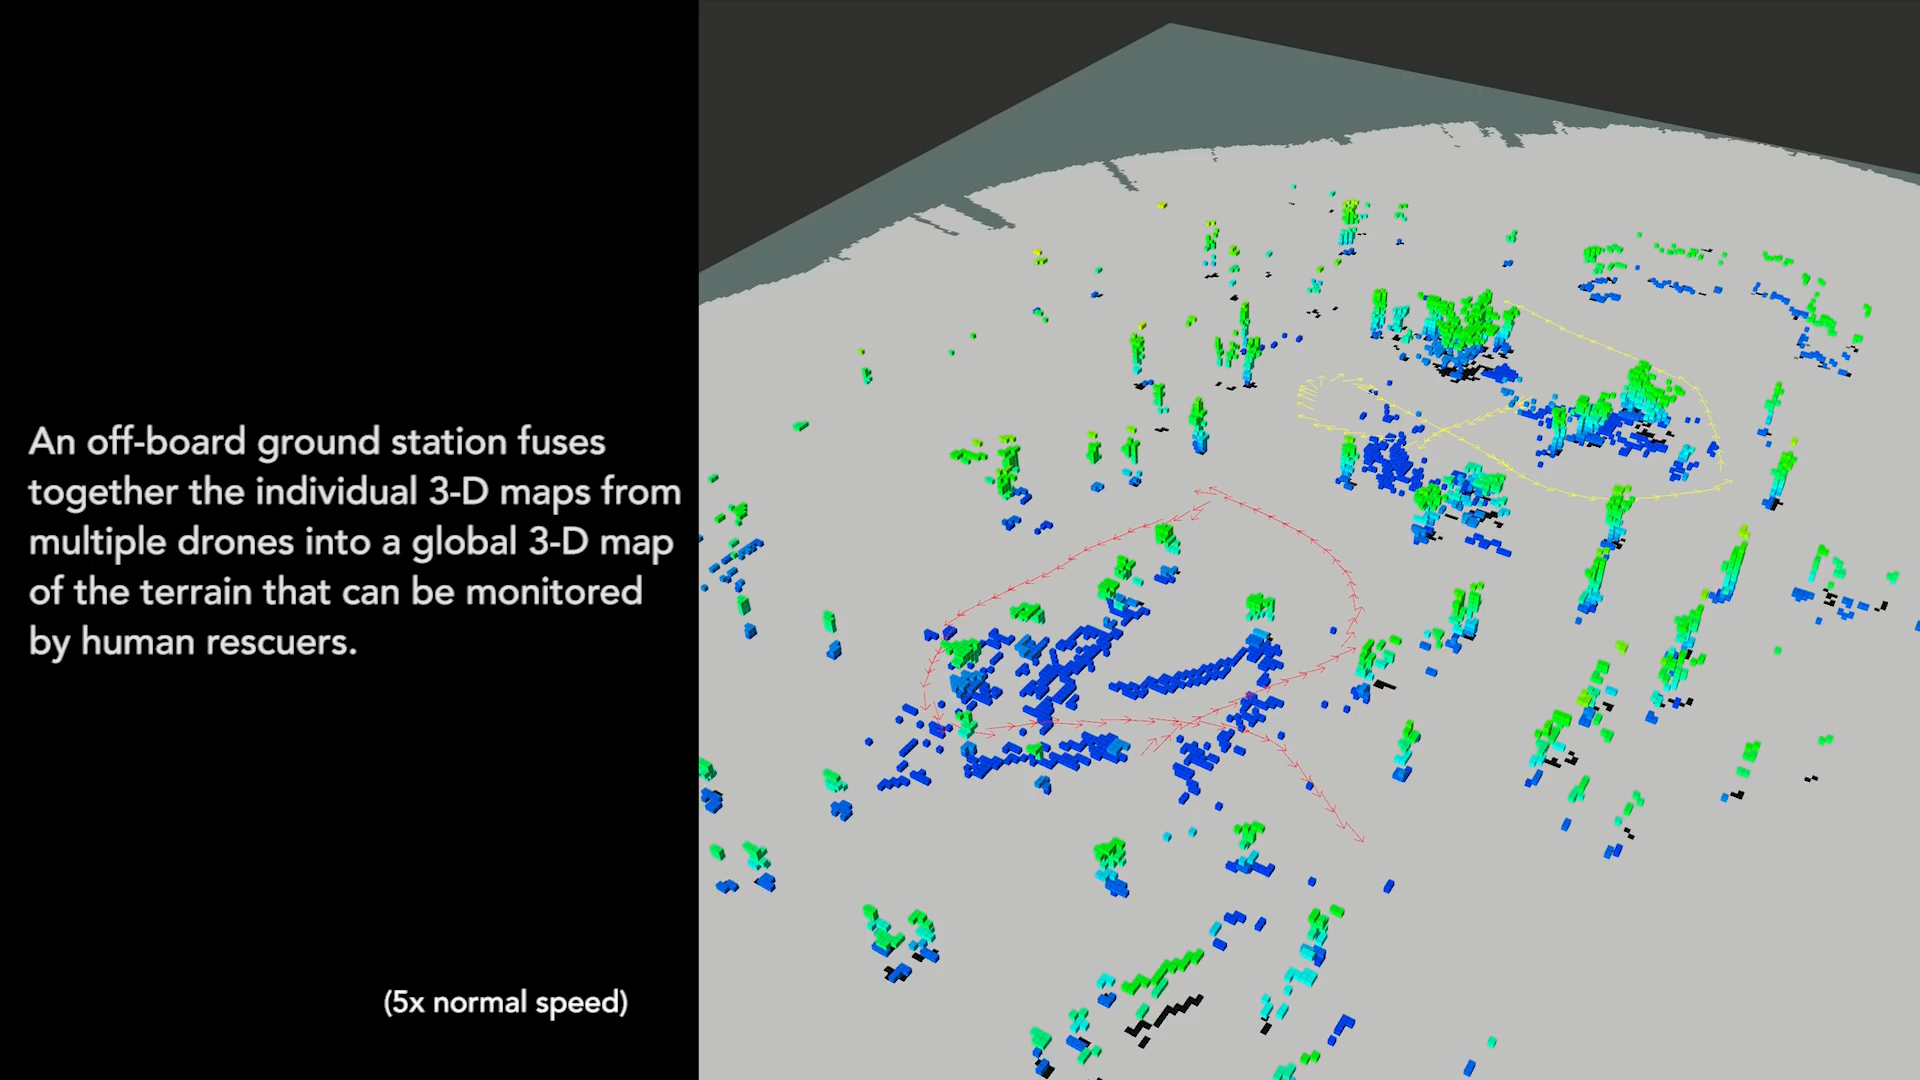 An off-board ground station fuses
together the individual 3-D maps from
multiple drones into a global 3-D map
of the terrain that can be monitored
by human rescuers.
(5x normal speed)